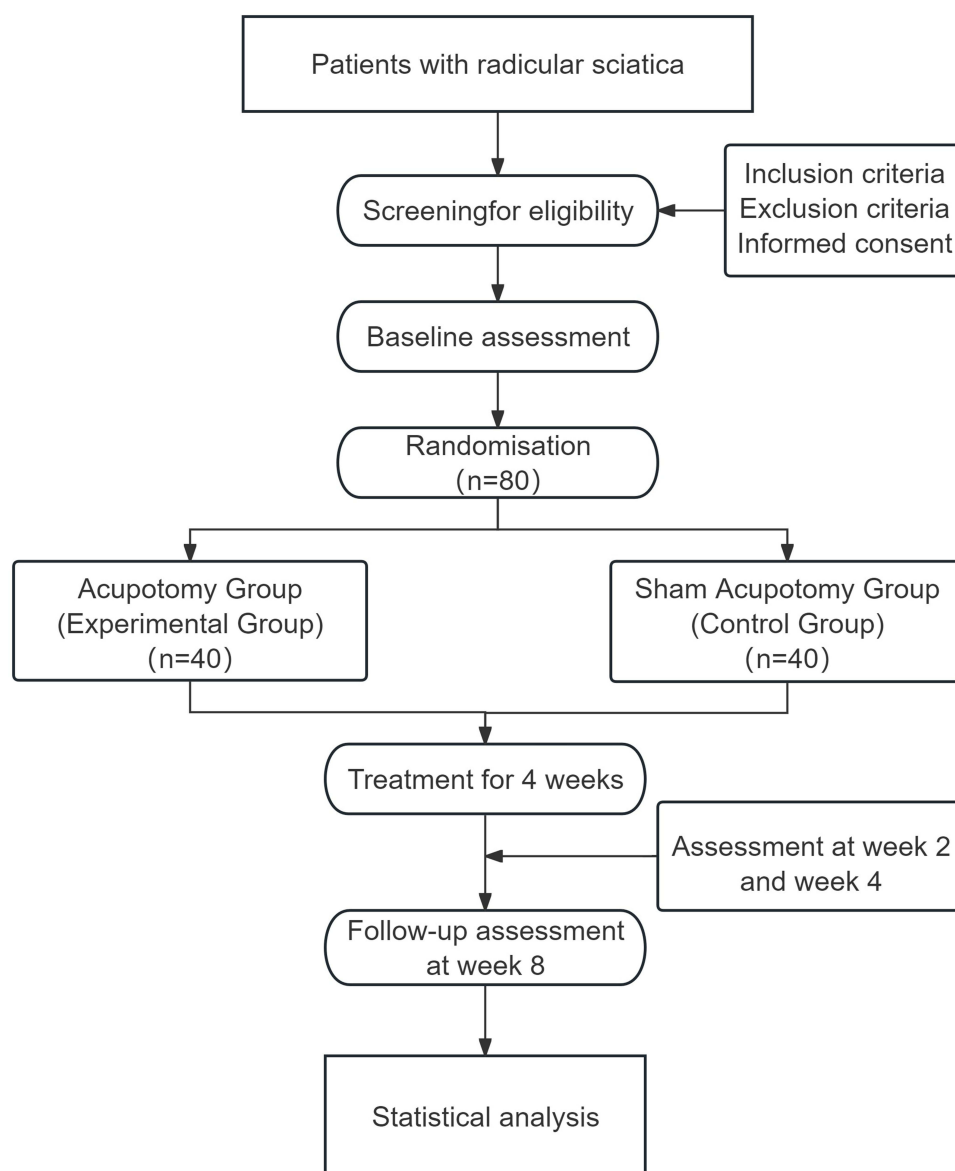 Patients with radicular sciatica
Screeningfor eligibility
Inclusion criteria
Exclusion criteria
Informed consent
Baseline assessment
Randomisation
(n=80)
Acupotomy Group
(Experimental Group)
(n=40)
Sham Acupotomy Group
(Control Group)
(n=40)
Treatment for 4 weeks
Assessment at week 2
and week 4
Follow-up assessment
at week 8
Statistical analysis